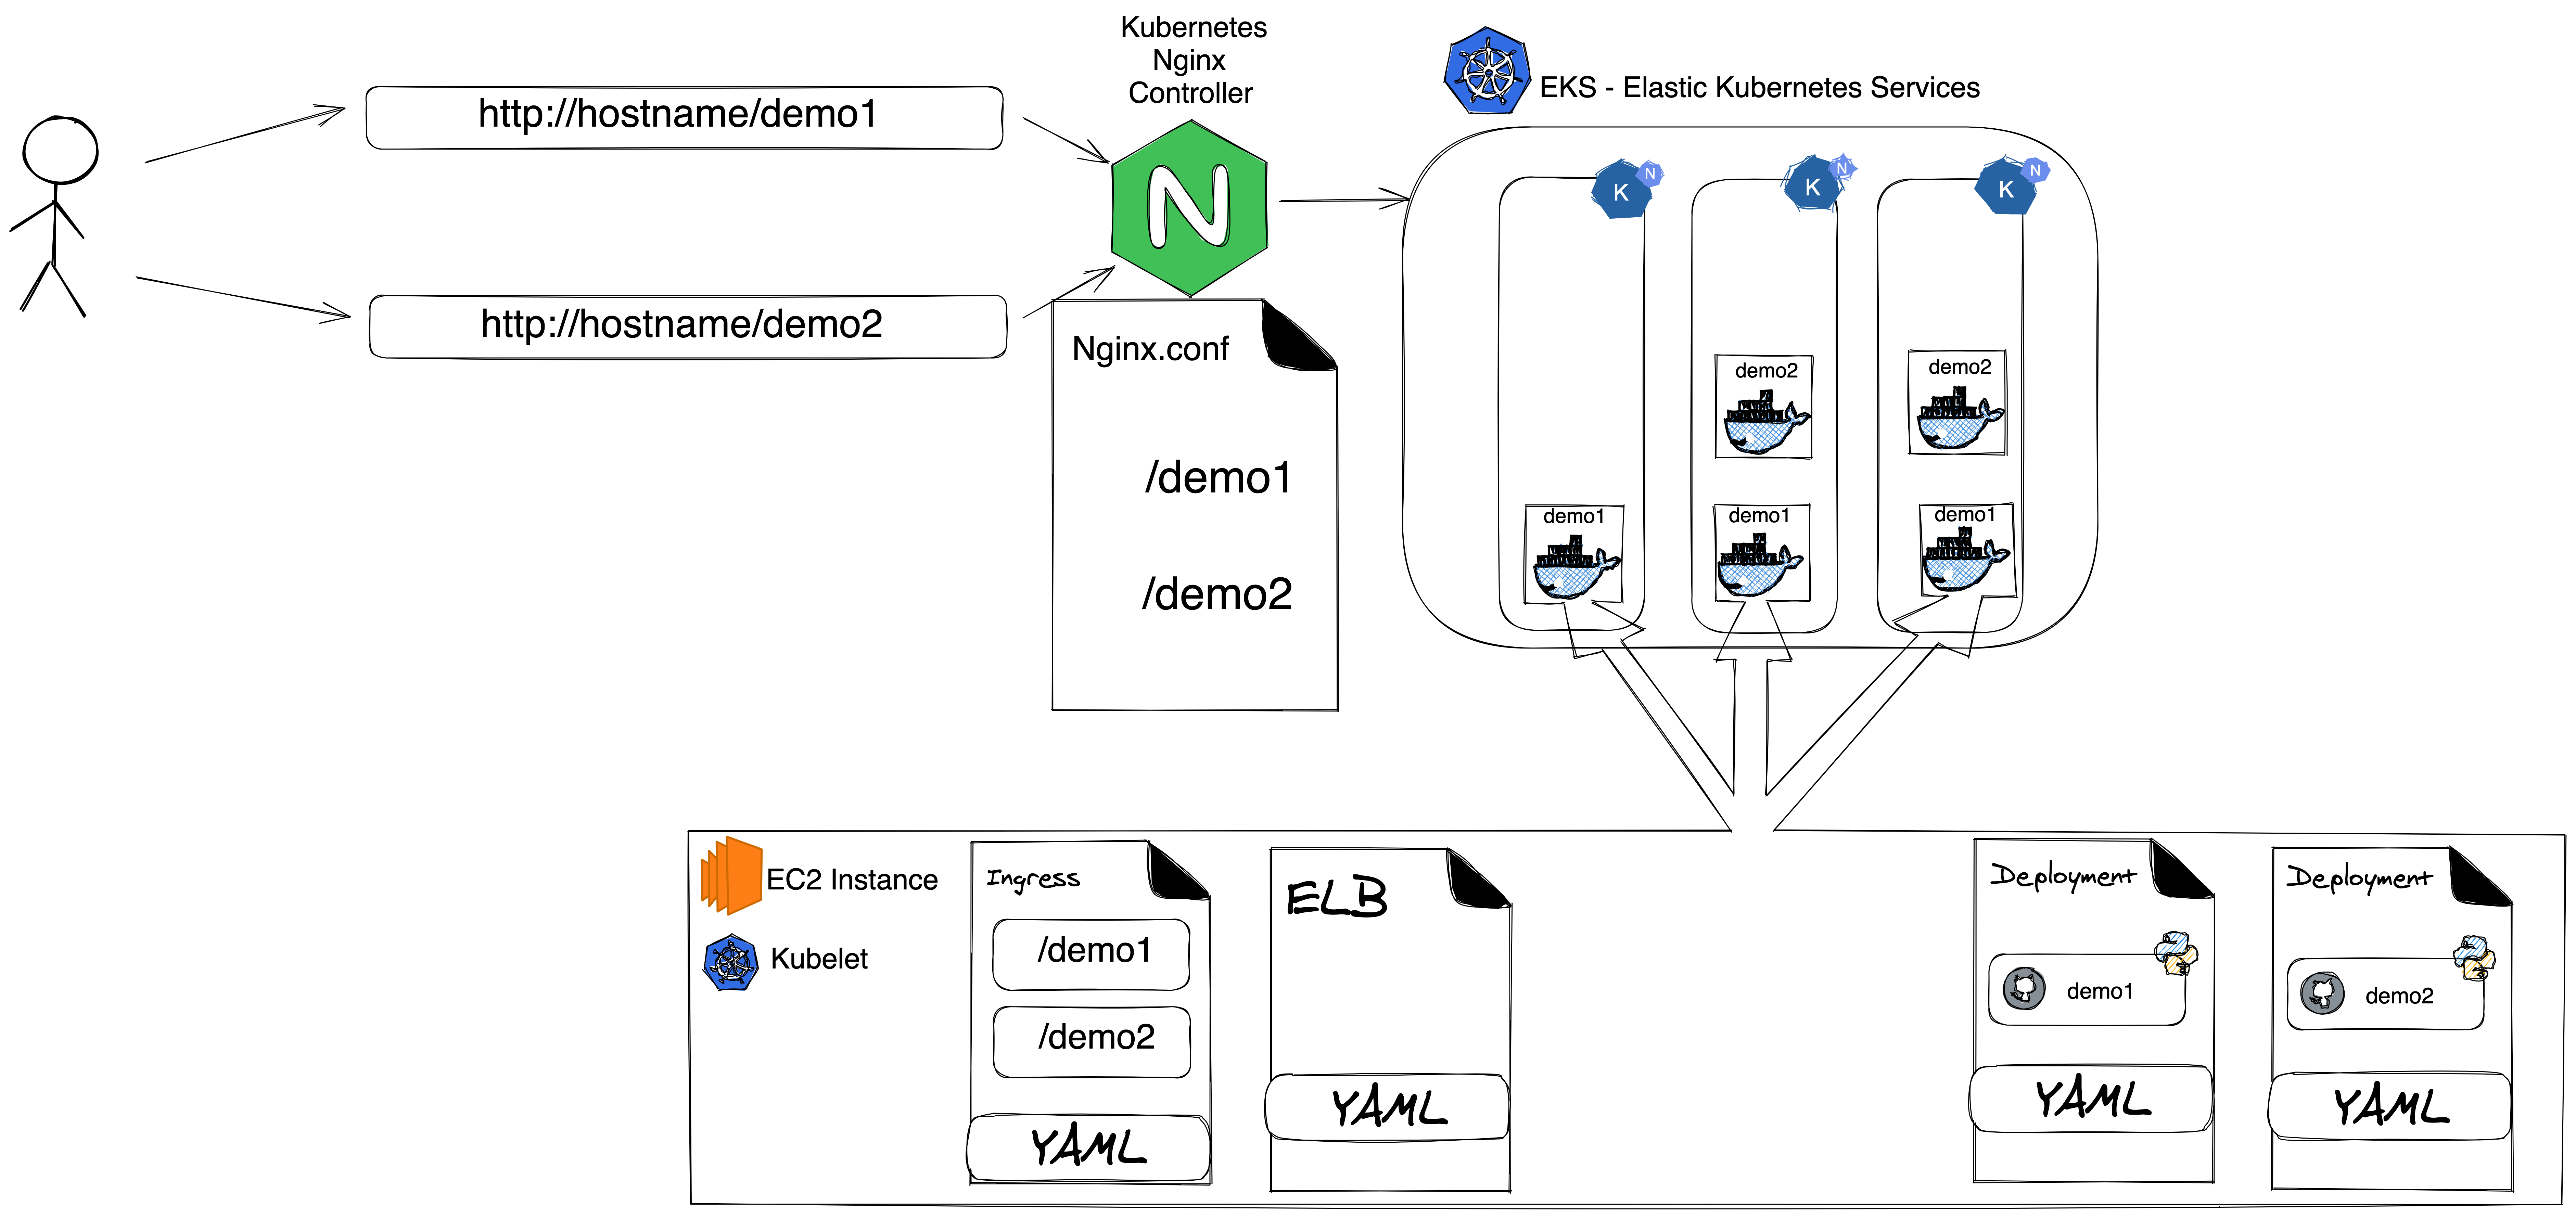 Kubernetes
Nginx
Controller
EKS - Elastic Kubernetes Services
http://hostname/demo1
http://hostname/demo2
N
K
N
K
N
K
N
Nginx.conf
/demo1
/demo2
demo2
demo2
demo1
demo1
demo1
EC2 Instance
Kubelet
Ingress
/demo1
/demo2
YAML
ELB
YAML
Deployment
demo1
YAML
Deployment
demo2
YAML